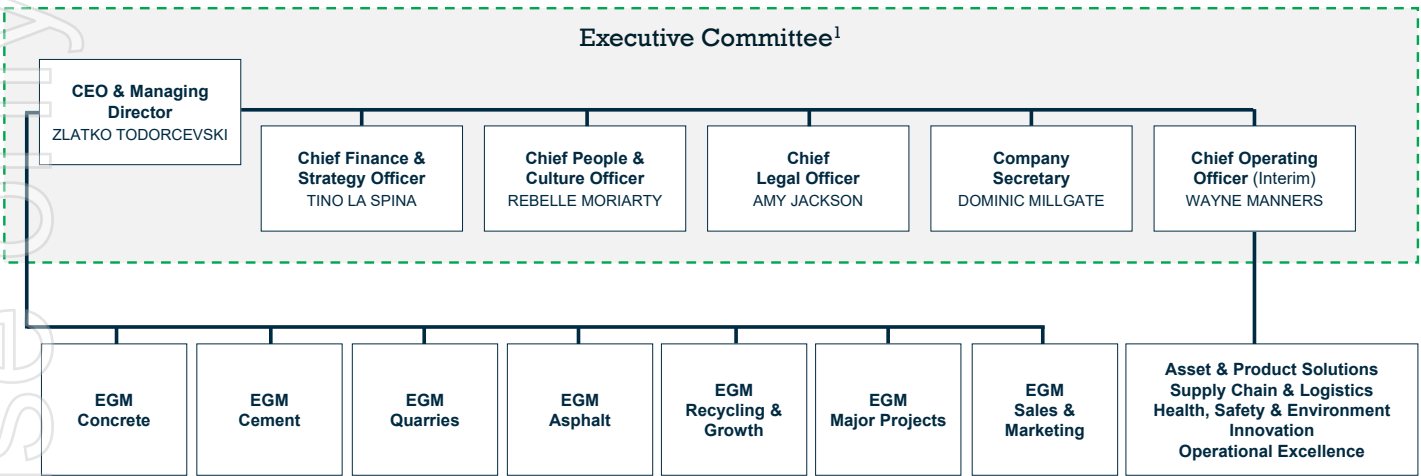 Executive Committee1
CEO & Managing
Director
ZLATKO TODORCEVSKI
Chief Finance &
Strategy Officer
TINO LA SPINA
Chief People &
Culture Officer
REBELLE MORIARTY
Chief
Legal Officer
AMY JACKSON
Company
Secretary
DOMINIC MILLGATE
Chief Operating
Officer (Interim)
WAYNE MANNERS
EGM
Concrete
EGM
Cement
EGM
Quarries
EGM
Asphalt
EGM
Recycling &
Growth
EGM
Major Projects
EGM
Sales &
Marketing
Asset & Product Solutions
Supply Chain & Logistics
Health, Safety & Environment
Innovation
Operational Excellence
se only